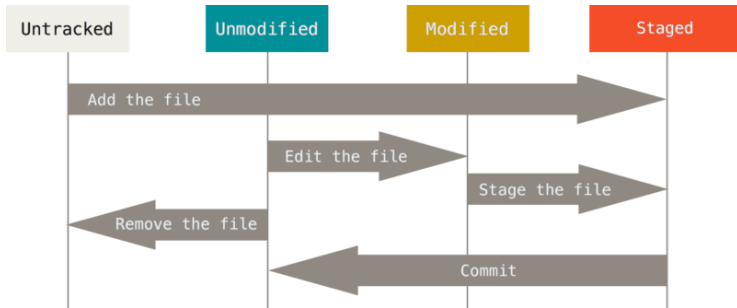 Untracked
Unmodified
Modified
Staged
Add the file
Edit the file
Stage the file
Remove the file
Commit